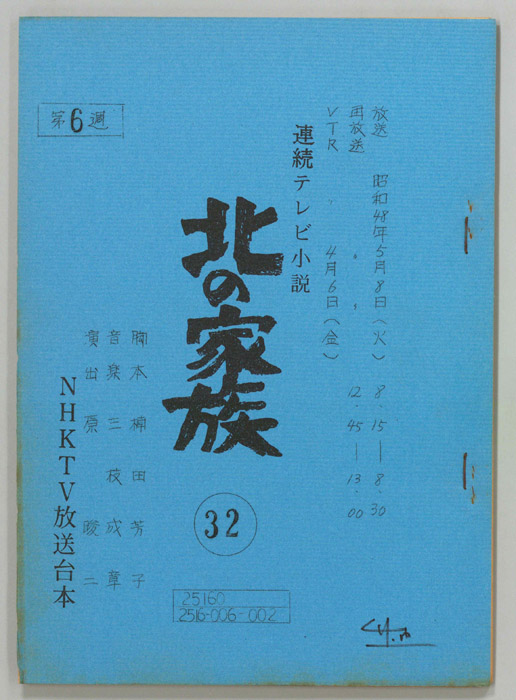 放送　昭和48年5月8日（火）　8.15―8.30
再放送　〃　〃　12.45―13.00
VTR　4月6日（金）
連続テレビ小説
北の家族
32
第6週
脚本　楠田芳子
音楽　三枝成章
演出　原　聡二
NHKTV放送台本
25160
2516-006-002